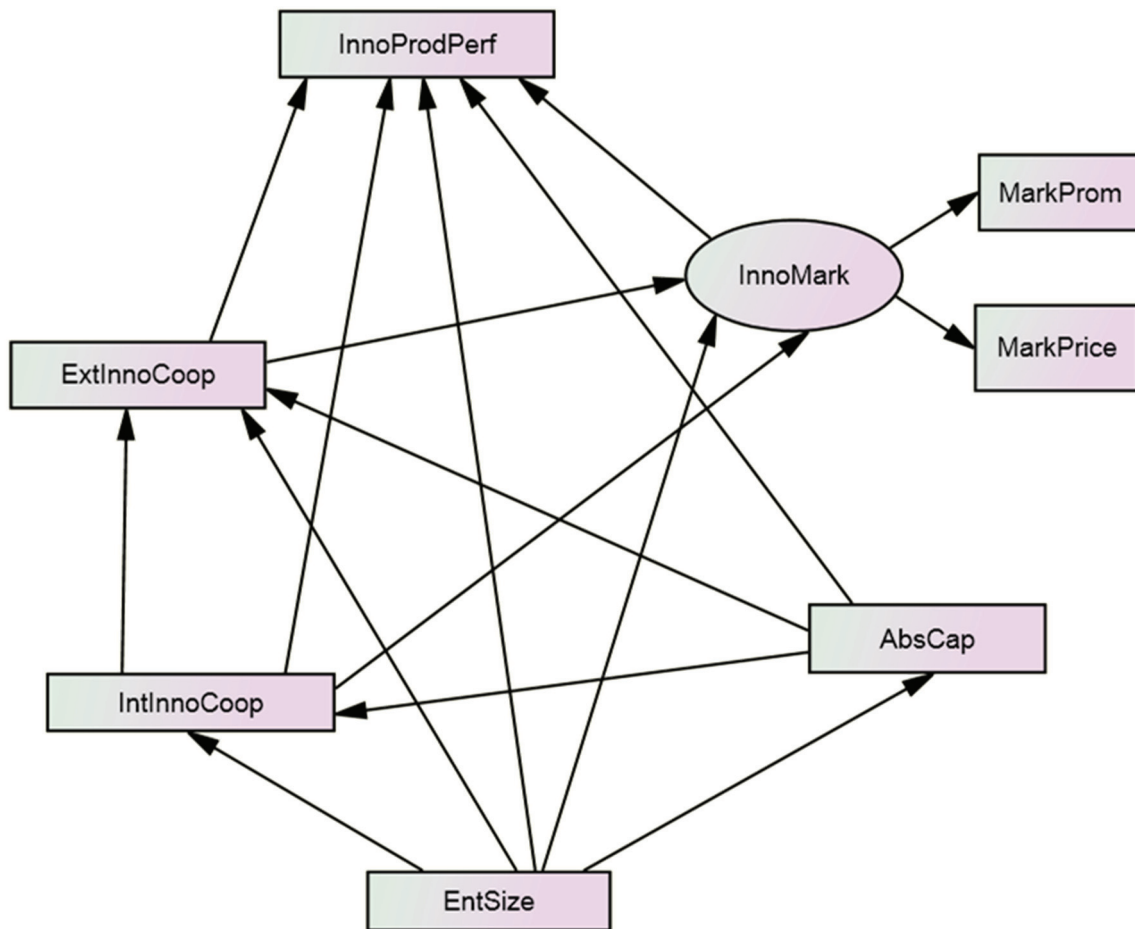 InnoProdPerf
MarkProm
InnoMark
MarkPrice
ExtInnoCoop
AbsCap
IntInnoCoop
EntSize